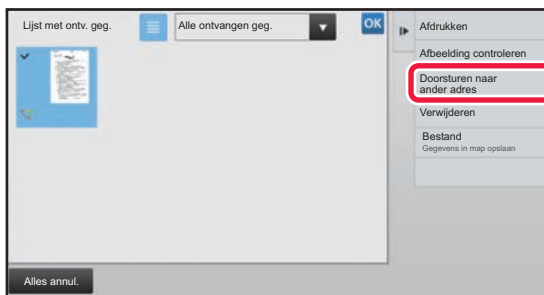 Lijst met ontv. geg.
Alle ontvangen geg.
OK
Afdrukken
Afbeelding controleren
Doorsturen naar
ander adres
Verwijderen
Bestand
Gegevens in map opslaan
Alles annul.